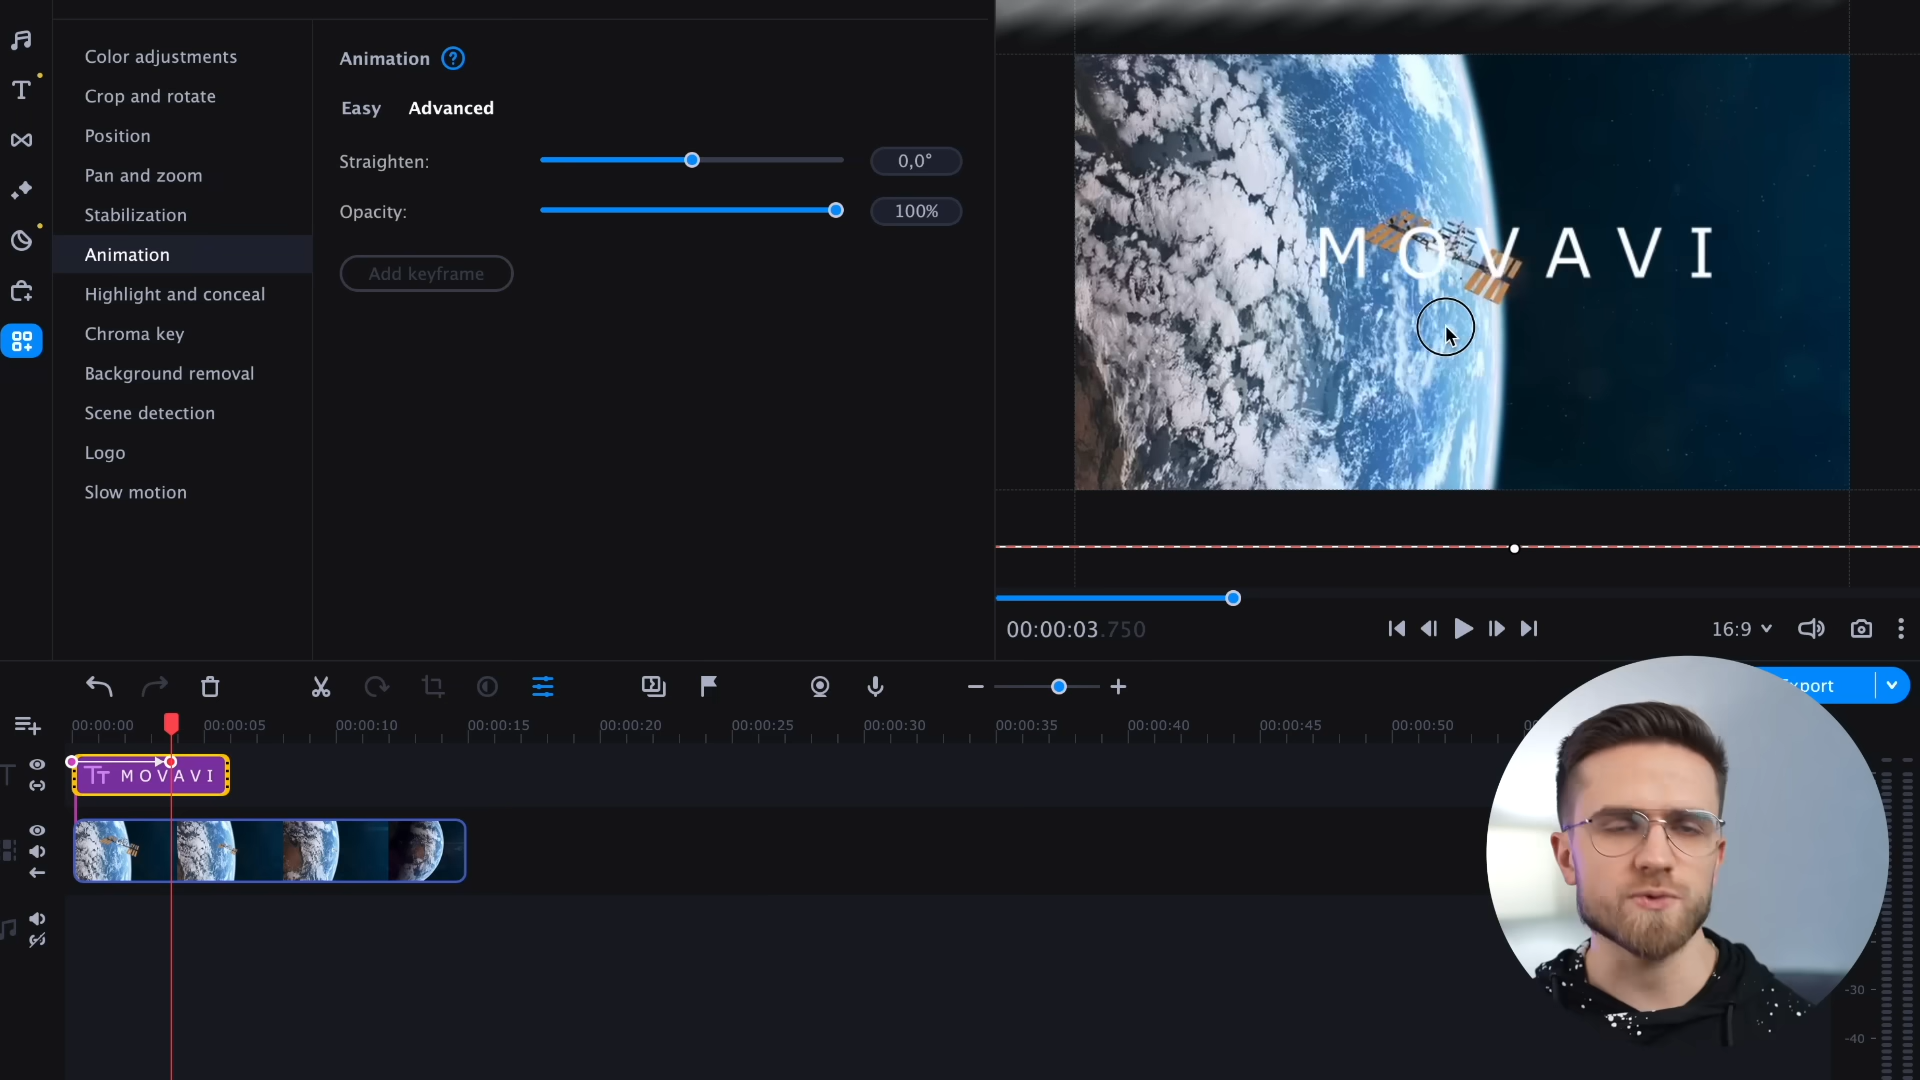 Color adjustments
Crop and rotate
Position
Pan and zoom
Stabilization
Animation
Highlight and conceal
Chroma key
Background removal
Scene detection
Logo
Slow motion
Animation ?
Easy Advanced
Straighten: 0,0°
Opacity: 100%
Add keyframe
MOVAVI
00:00:03.750
16:9
00:00:00 00:00:05 00:00:10 00:00:15 00:00:20 00:00:25 00:00:30 00:00:35 00:00:40 00:00:45 00:00:50
Tт MOVAVI
-30
-40